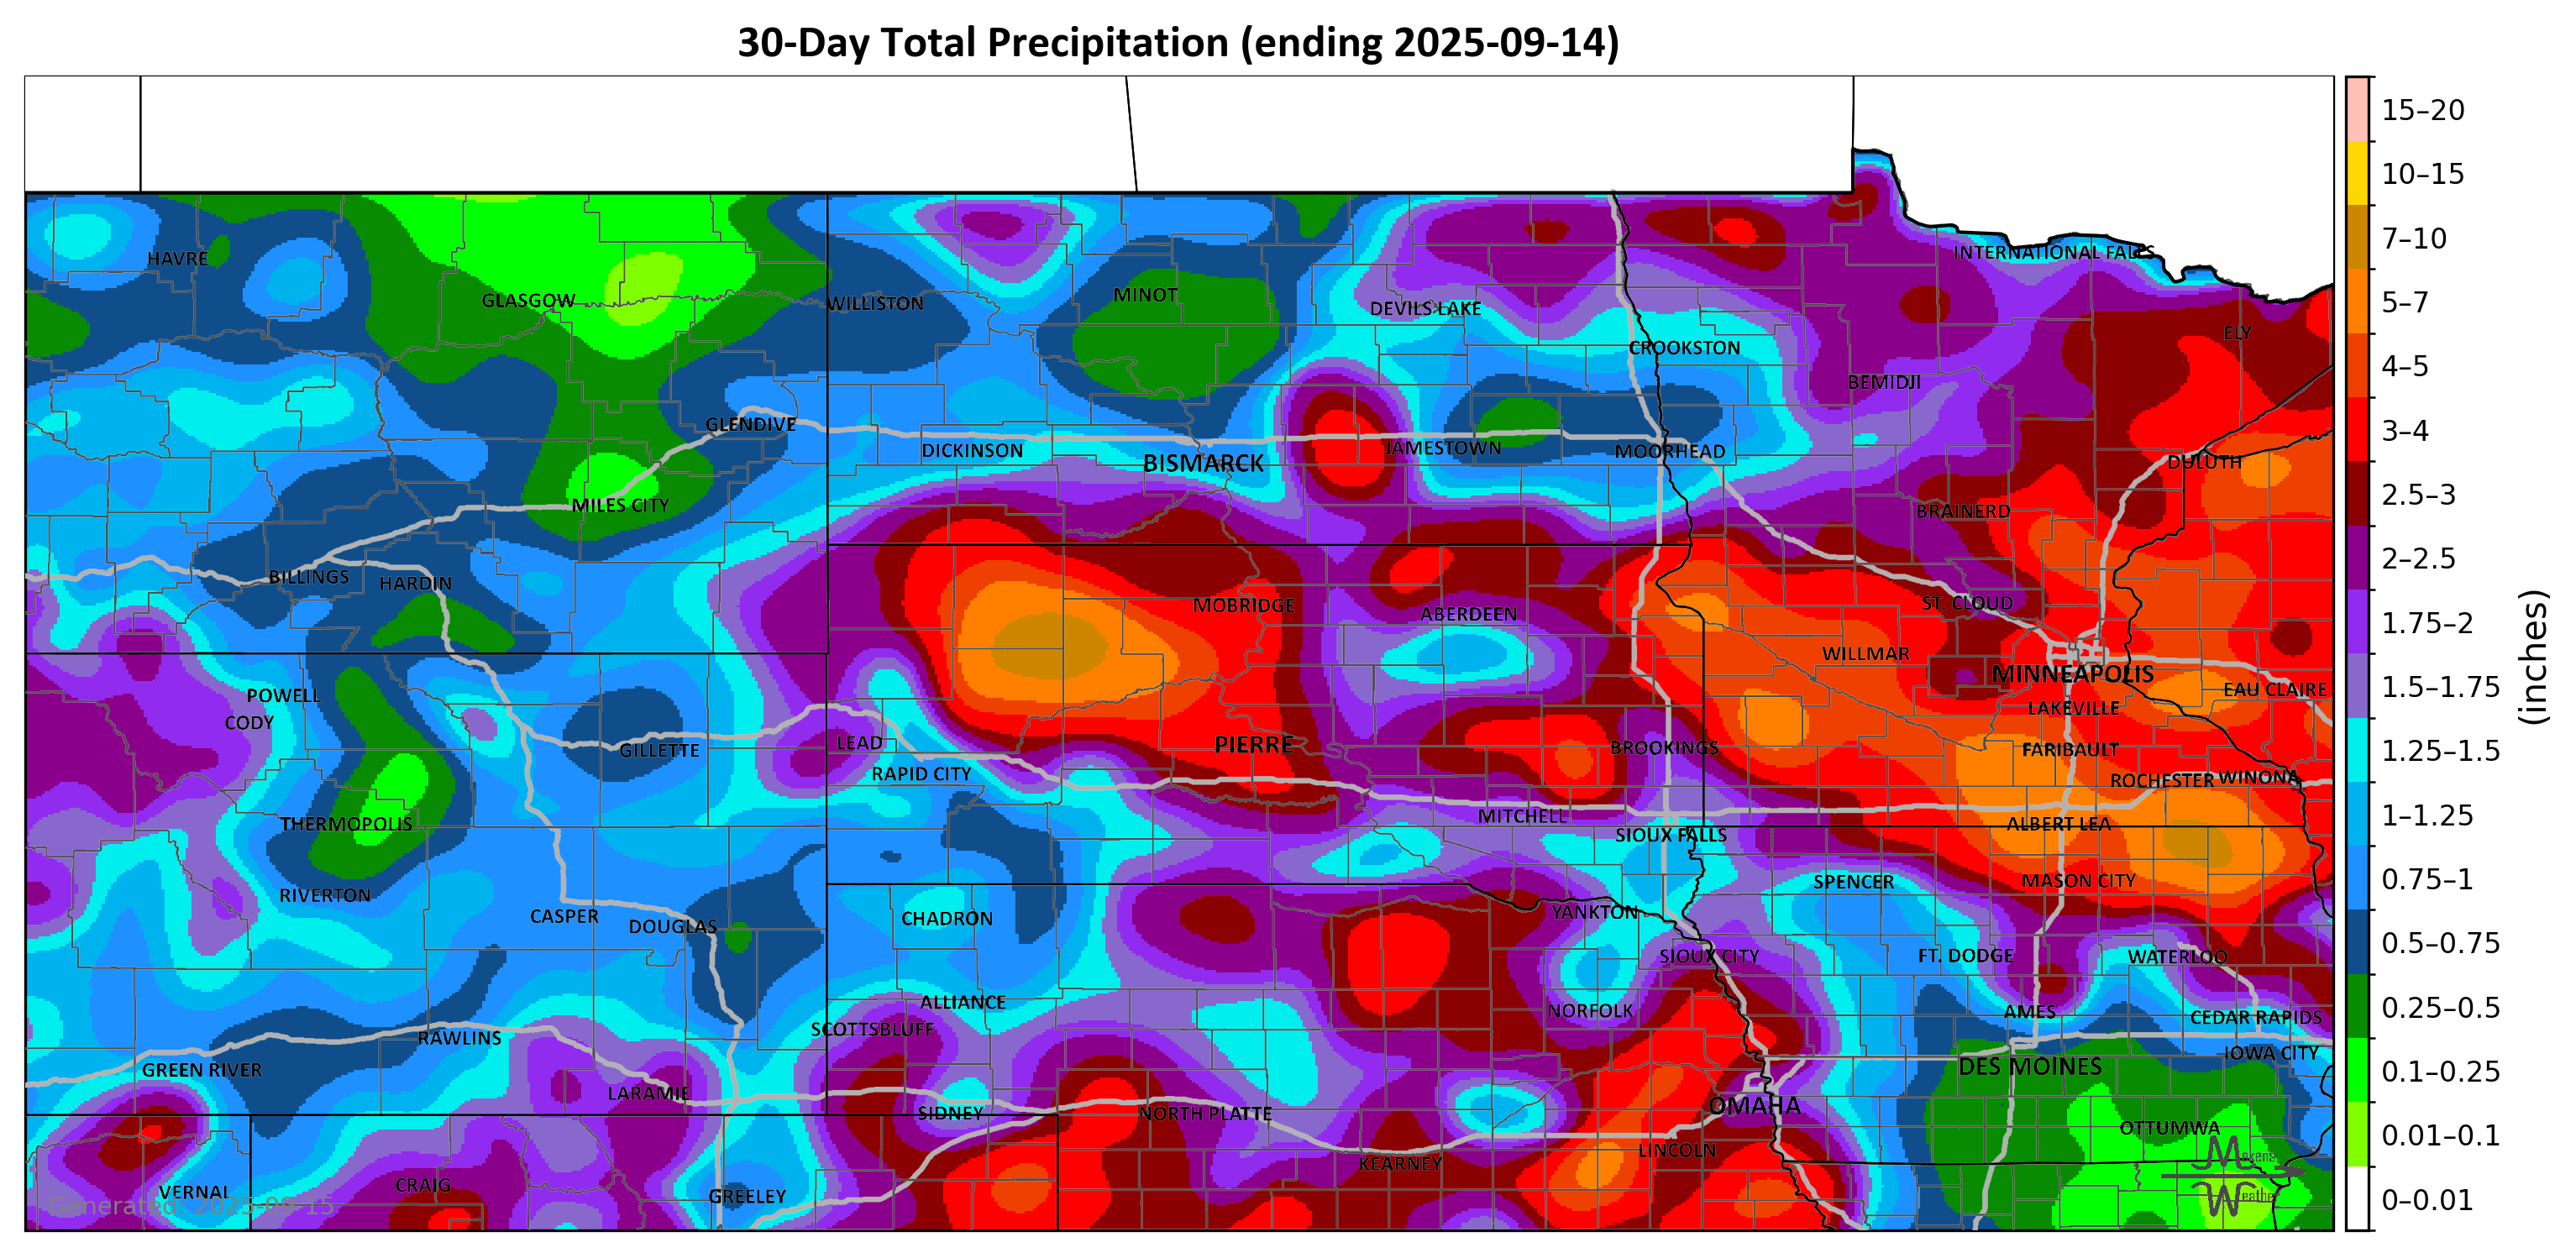 30-Day Total Precipitation (ending 2025-09-14)
15–20
10–15
7–10
5–7
4–5
3–4
2.5–3
2–2.5
1.75–2
1.5–1.75
1.25–1.5
1–1.25
0.75–1
0.5–0.75
0.25–0.5
0.1–0.25
0.01–0.1
0–0.01
(inches)
INTERNATIONAL FALLS
HAVRE
GLASGOW
WILLISTON
MINOT
DEVILS LAKE
ELY
CROOKSTON
BEMIDJI
GLENDIVE
DICKINSON
BISMARCK
JAMESTOWN
MOORHEAD
DULUTH
MILES CITY
BRAINERD
BILLINGS
HARDIN
MOBRIDGE
ABERDEEN
ST. CLOUD
WILLMAR
MINNEAPOLIS
POWELL
CODY
EAU CLAIRE
LAKEVILLE
GILLETTE
LEAD
PIERRE
BROOKINGS
FARIBAULT
RAPID CITY
ROCHESTER
WINONA
THERMOPOLIS
MITCHELL
SIOUX FALLS
ALBERT LEA
RIVERTON
SPENCER
MASON CITY
CASPER
DOUGLAS
CHADRON
YANKTON
SIOUX CITY
FT. DODGE
WATERLOO
ALLIANCE
NORFOLK
AMES
CEDAR RAPIDS
SCOTTSBLUFF
RAWLINS
IOWA CITY
GREEN RIVER
DES MOINES
LARAMIE
SIDNEY
NORTH PLATTE
OMAHA
OTTUMWA
LINCOLN
KEARNEY
VERNAL
CRAIG
GREELEY
Makens
Weather
Generated: 2025-09-15